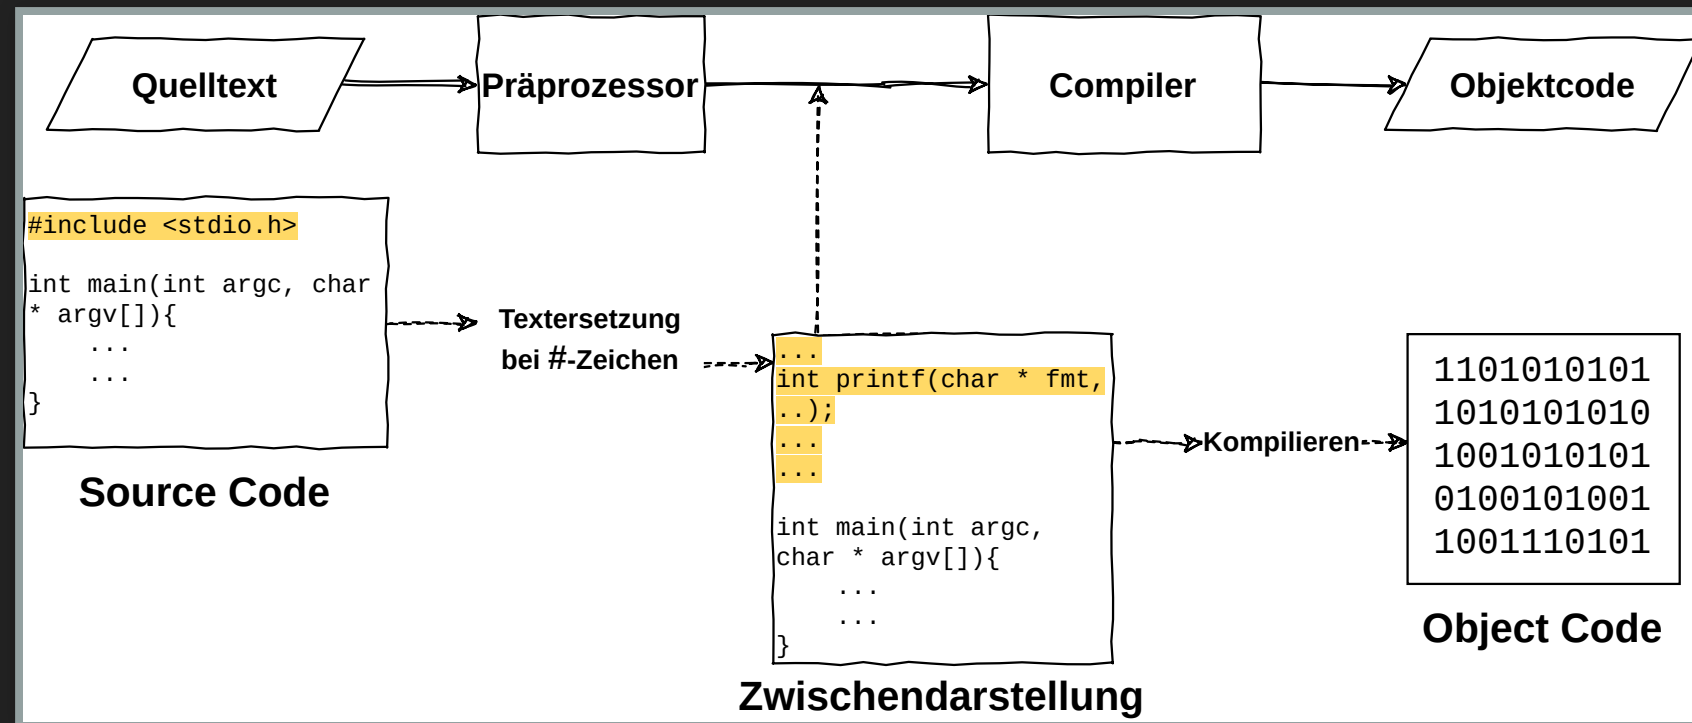 Quelltext
Präprozessor
Compiler
Objektcode
#include <stdio.h>
int main(int argc, char
* argv[]){
...
...
}
Source Code
Textersetzung
bei #-Zeichen
...
int printf(char * fmt,
..);
...
...
int main(int argc,
char * argv[]){
...
...
}
Zwischendarstellung
Kompilieren
1101010101
1010101010
1001010101
0100101001
1001110101
Object Code